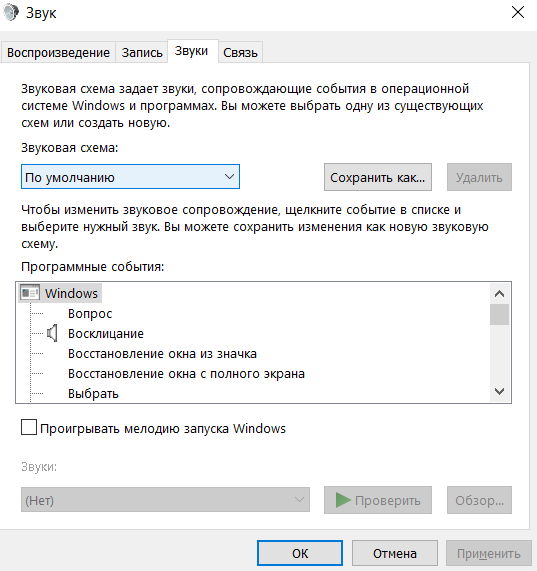 Звук
Воспроизведение Запись Звуки Связь
Звуковая схема задает звуки, сопровождающие события в операционной
системе Windows и программах. Вы можете выбрать одну из существующих
схем или создать новую.
Звуковая схема:
По умолчанию Сохранить как... Удалить
Чтобы изменить звуковое сопровождение, щелкните событие в списке и
выберите нужный звук. Вы можете сохранить изменения как новую звуковую
схему.
Программные события:
Windows
Вопрос
Восклицание
Восстановление окна из значка
Восстановление окна с полного экрана
Выбрать
Проигрывать мелодию запуска Windows
Звуки:
(Нет) Проверить Обзор...
ОК Отмена Применить